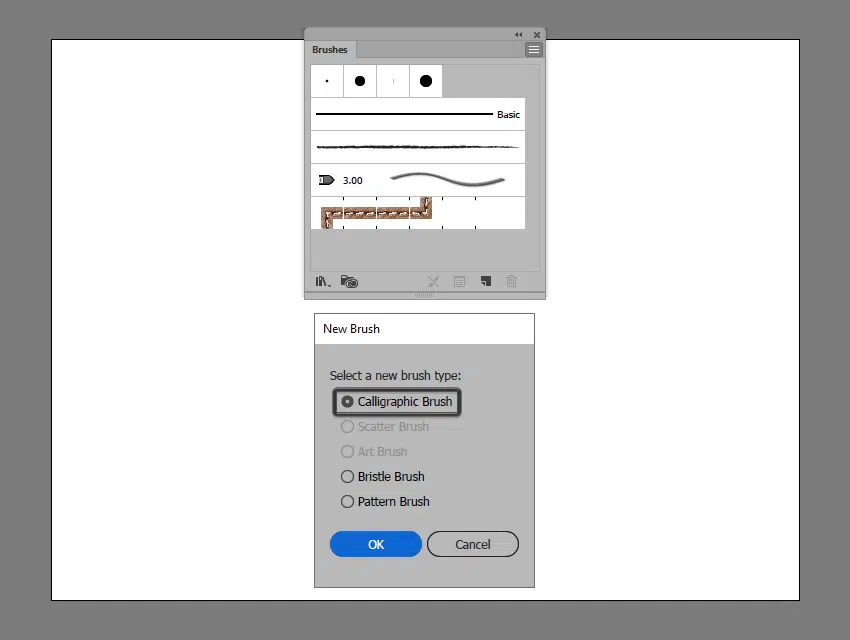 Brushes
Basic
3.00
New Brush
Select a new brush type:
Calligraphic Brush
Scatter Brush
Art Brush
Bristle Brush
Pattern Brush
OK Cancel